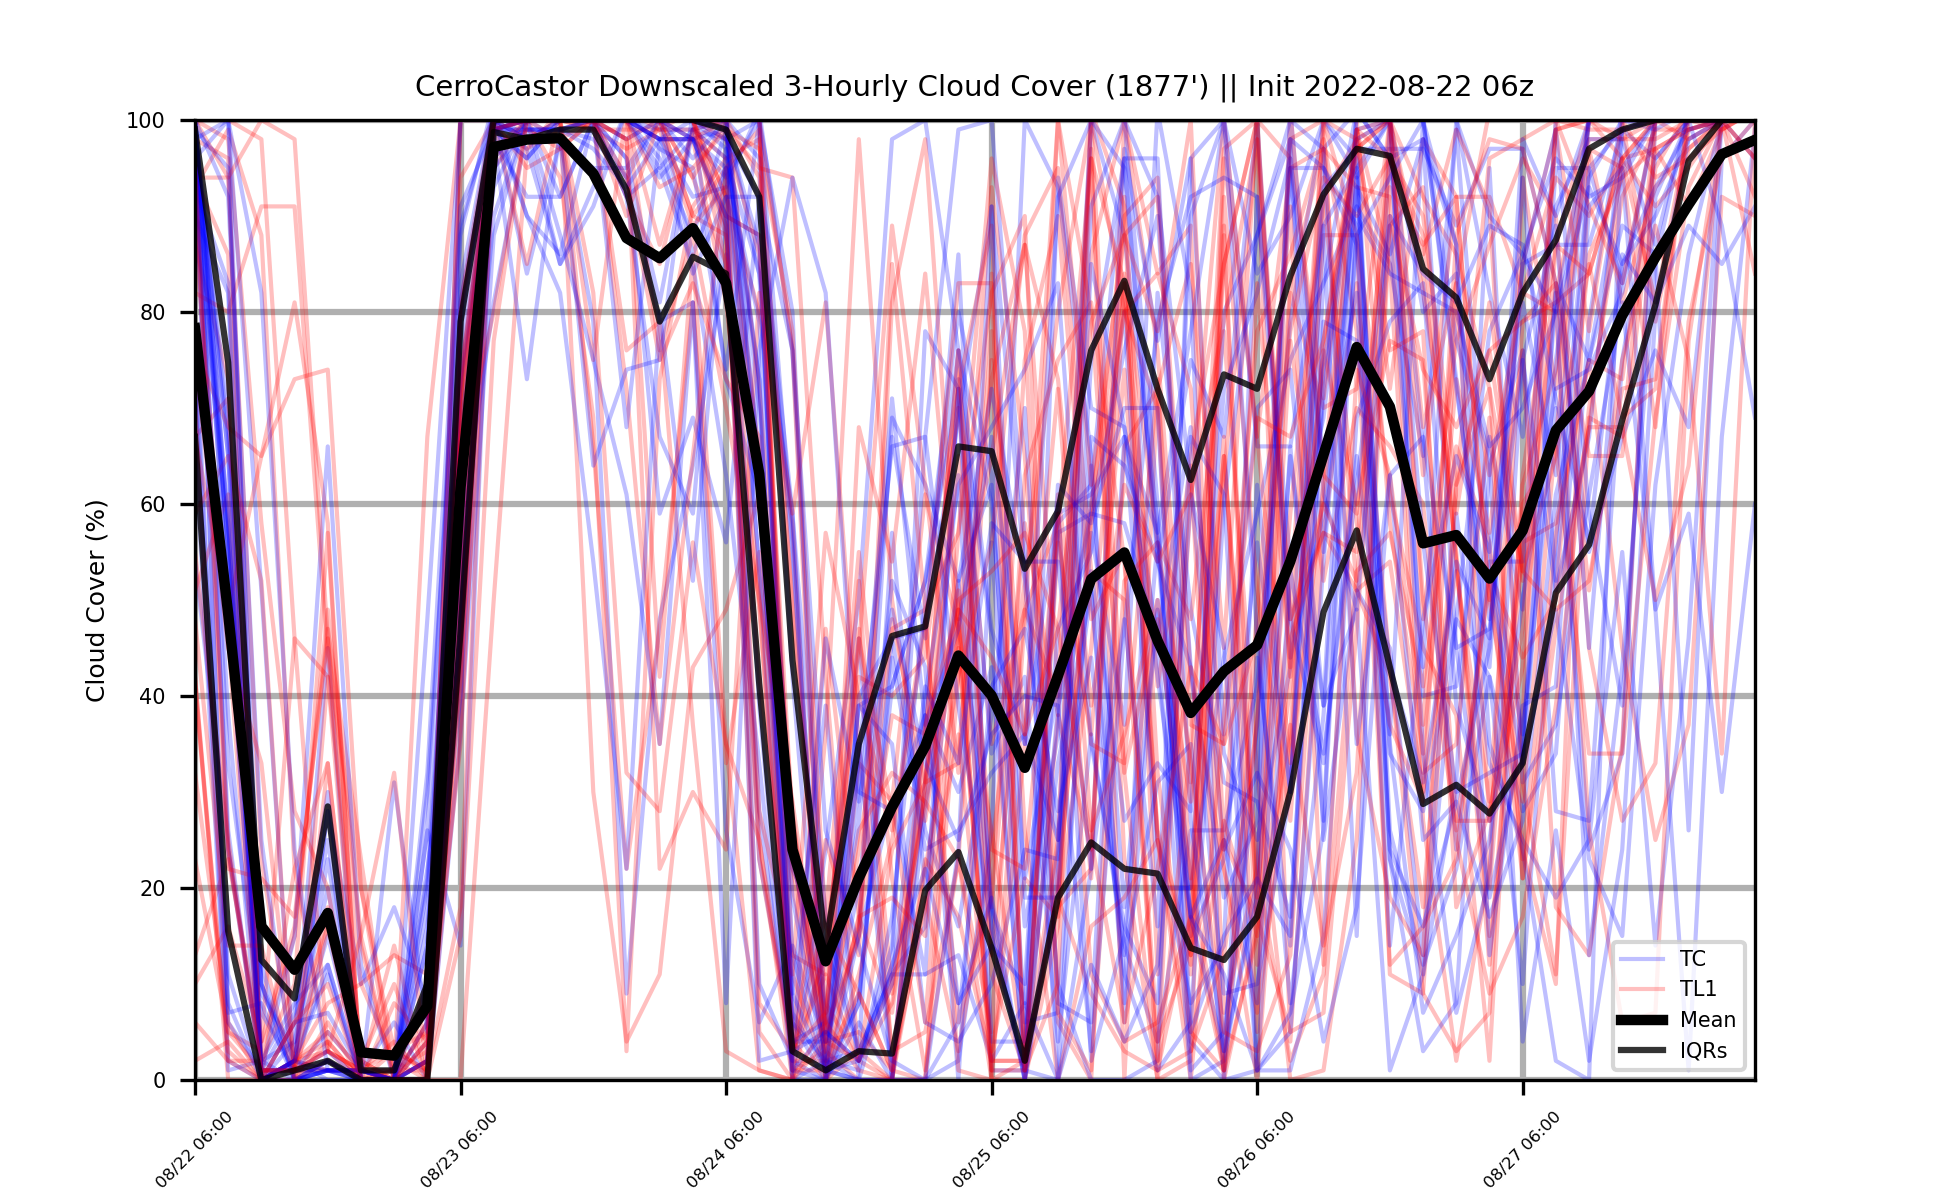 CerroCastor Downscaled 3-Hourly Cloud Cover (1877') || Init 2022-08-22 06z
Cloud Cover (%)
100
80
60
40
20
0
TC
TL1
Mean
IQRs
08/22 06:00
08/23 06:00
08/24 06:00
08/25 06:00
08/26 06:00
08/27 06:00